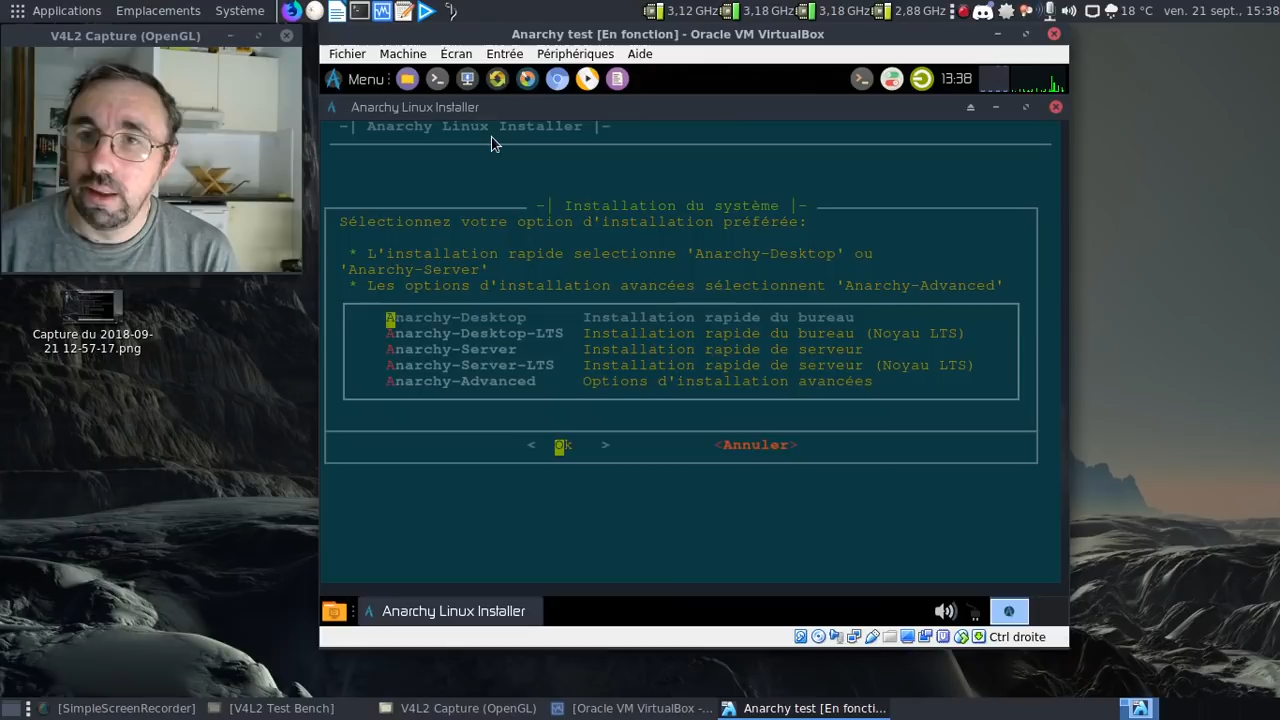 Applications Emplacements Système 3,12 GHz 3,18 GHz 3,18 GHz 2,88 GHz 18 °C ven. 21 sept., 15:38
V4L2 Capture (OpenGL)
Anarchy test [En fonction] - Oracle VM VirtualBox
Fichier Machine Écran Entrée Périphériques Aide
Menu 13:38
Anarchy Linux Installer
-| Anarchy Linux Installer |-
-| Installation du système |-
Sélectionnez votre option d'installation préférée:
* L'installation rapide selectionne 'Anarchy-Desktop' ou
'Anarchy-Server'
* Les options d'installation avancées sélectionnent 'Anarchy-Advanced'
Anarchy-Desktop Installation rapide du bureau
Anarchy-Desktop-LTS Installation rapide du bureau (Noyau LTS)
Anarchy-Server Installation rapide de serveur
Anarchy-Server-LTS Installation rapide de serveur (Noyau LTS)
Anarchy-Advanced Options d'installation avancées
< Ok > <Annuler>
Capture du 2018-09-
21 12-57-17.png
Anarchy Linux Installer
Ctrl droite
[SimpleScreenRecorder] [V4L2 Test Bench] V4L2 Capture (OpenGL) [Oracle VM VirtualBox -... Anarchy test [En foncti...